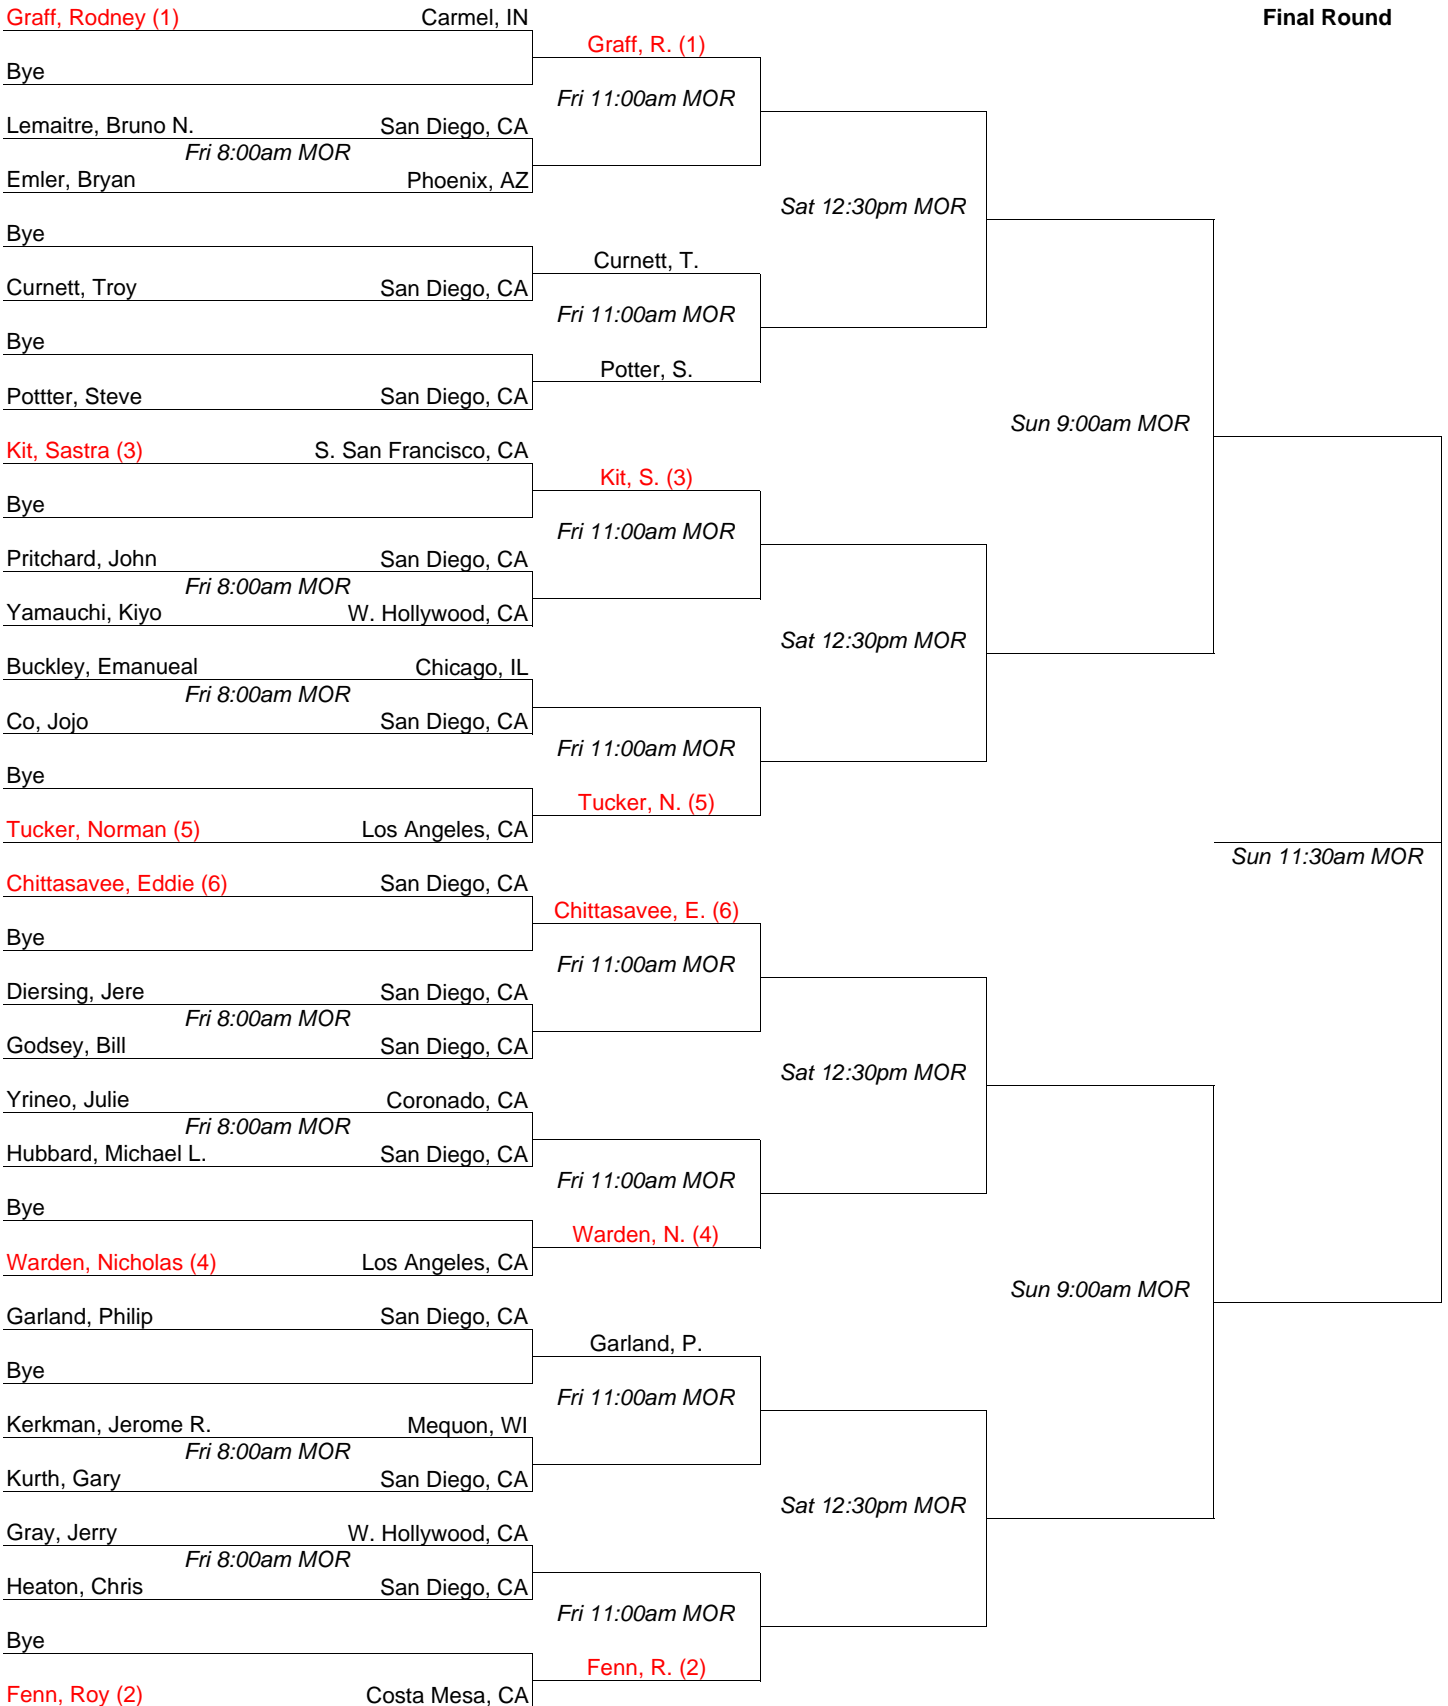 Graff, Rodney (1) Carmel, IN Final Round
Graff, R. (1)
Bye
Fri 11:00am MOR
Lemaitre, Bruno N. San Diego, CA
Fri 8:00am MOR
Emler, Bryan Phoenix, AZ
Sat 12:30pm MOR
Bye
Curnett, T.
Curnett, Troy San Diego, CA
Fri 11:00am MOR
Bye
Potter, S.
Pottter, Steve San Diego, CA
Sun 9:00am MOR
Kit, Sastra (3) S. San Francisco, CA
Kit, S. (3)
Bye
Fri 11:00am MOR
Pritchard, John San Diego, CA
Fri 8:00am MOR
Yamauchi, Kiyo W. Hollywood, CA
Sat 12:30pm MOR
Buckley, Emanueal Chicago, IL
Fri 8:00am MOR
Co, Jojo San Diego, CA
Fri 11:00am MOR
Bye
Tucker, N. (5)
Tucker, Norman (5) Los Angeles, CA
Sun 11:30am MOR
Chittasavee, Eddie (6) San Diego, CA
Chittasavee, E. (6)
Bye
Fri 11:00am MOR
Diersing, Jere San Diego, CA
Fri 8:00am MOR
Godsey, Bill San Diego, CA
Sat 12:30pm MOR
Yrineo, Julie Coronado, CA
Fri 8:00am MOR
Hubbard, Michael L. San Diego, CA
Fri 11:00am MOR
Bye
Warden, N. (4)
Warden, Nicholas (4) Los Angeles, CA
Sun 9:00am MOR
Garland, Philip San Diego, CA
Garland, P.
Bye
Fri 11:00am MOR
Kerkman, Jerome R. Mequon, WI
Fri 8:00am MOR
Kurth, Gary San Diego, CA
Sat 12:30pm MOR
Gray, Jerry W. Hollywood, CA
Fri 8:00am MOR
Heaton, Chris San Diego, CA
Fri 11:00am MOR
Bye
Fenn, R. (2)
Fenn, Roy (2) Costa Mesa, CA